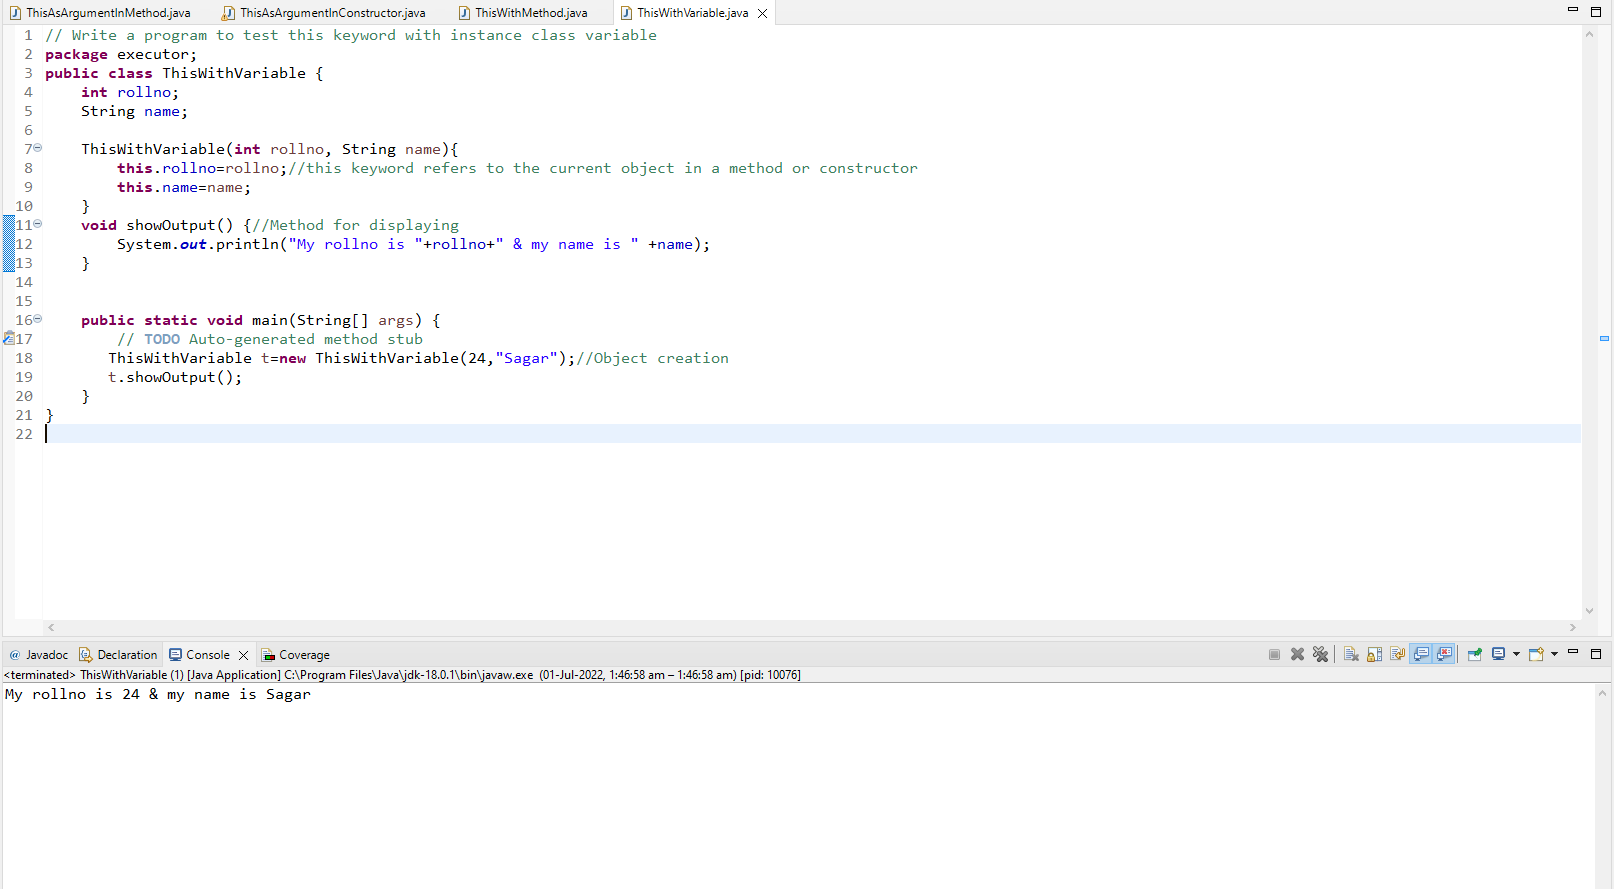 ThisAsArgumentInMethod.java ThisAsArgumentInConstructor.java ThisWithMethod.java ThisWithVariable.java
1 // Write a program to test this keyword with instance class variable
2 package executor;
3 public class ThisWithVariable {
4     int rollno;
5     String name;
6
7     ThisWithVariable(int rollno, String name){
8         this.rollno=rollno;//this keyword refers to the current object in a method or constructor
9         this.name=name;
10     }
11     void showOutput() {//Method for displaying
12         System.out.println("My rollno is "+rollno+" & my name is " +name);
13     }
14
15
16     public static void main(String[] args) {
17         // TODO Auto-generated method stub
18        ThisWithVariable t=new ThisWithVariable(24,"Sagar");//Object creation
19        t.showOutput();
20     }
21 }
22
@ Javadoc Declaration Console Coverage
<terminated> ThisWithVariable (1) [Java Application] C:\Program Files\Java\jdk-18.0.1\bin\javaw.exe (01-Jul-2022, 1:46:58 am – 1:46:58 am) [pid: 10076]
My rollno is 24 & my name is Sagar